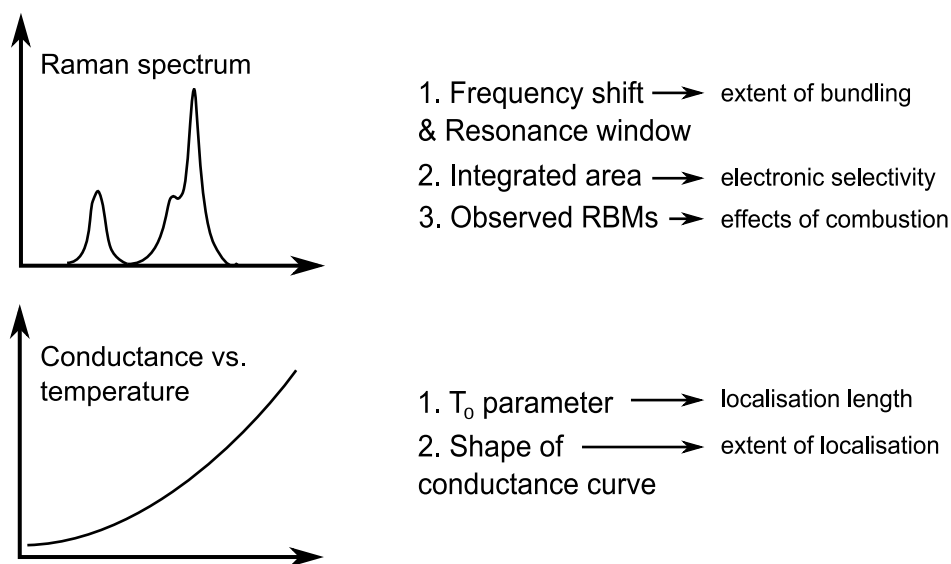 Raman spectrum
1. Frequency shift → extent of bundling
& Resonance window
2. Integrated area → electronic selectivity
3. Observed RBMs → effects of combustion
Conductance vs.
temperature
1. T₀ parameter → localisation length
2. Shape of → extent of localisation
conductance curve